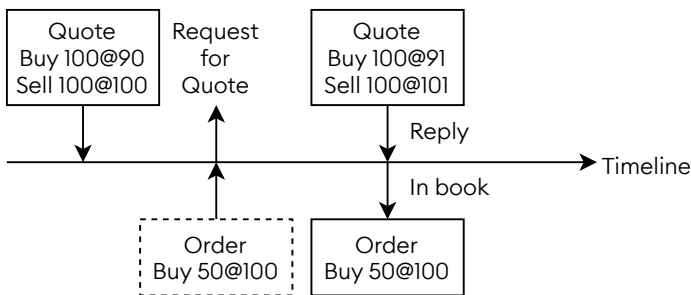 Quote
Buy 100@90
Sell 100@100
Request
for
Quote
Quote
Buy 100@91
Sell 100@101
Reply
Timeline
In book
Order
Buy 50@100
Order
Buy 50@100